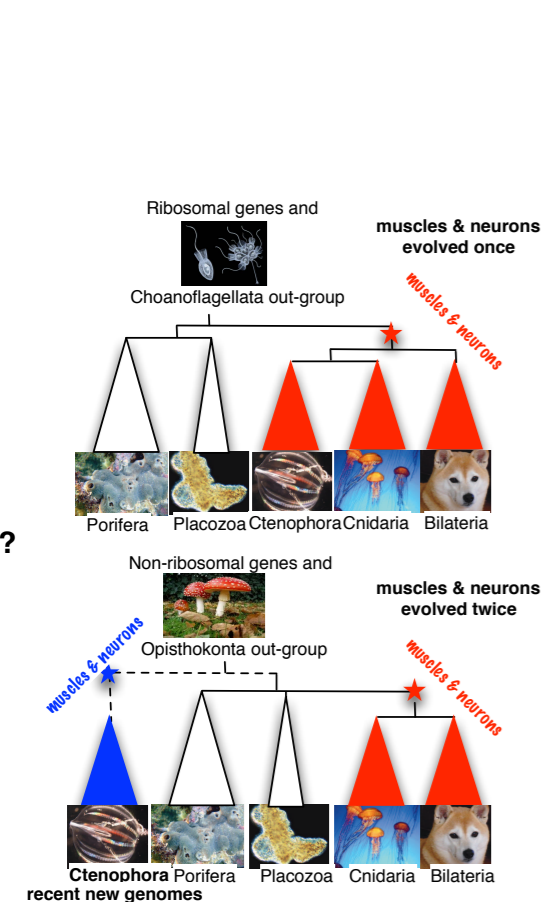 Ribosomal genes and
muscles & neurons
evolved once
Choanoflagellata out-group
muscles & neurons
Porifera
Placozoa
Ctenophora
Cnidaria
Bilateria
?
Non-ribosomal genes and
muscles & neurons
evolved twice
Opisthokonta out-group
muscles & neurons
muscles & neurons
Ctenophora
Porifera
Placozoa
Cnidaria
Bilateria
recent new genomes